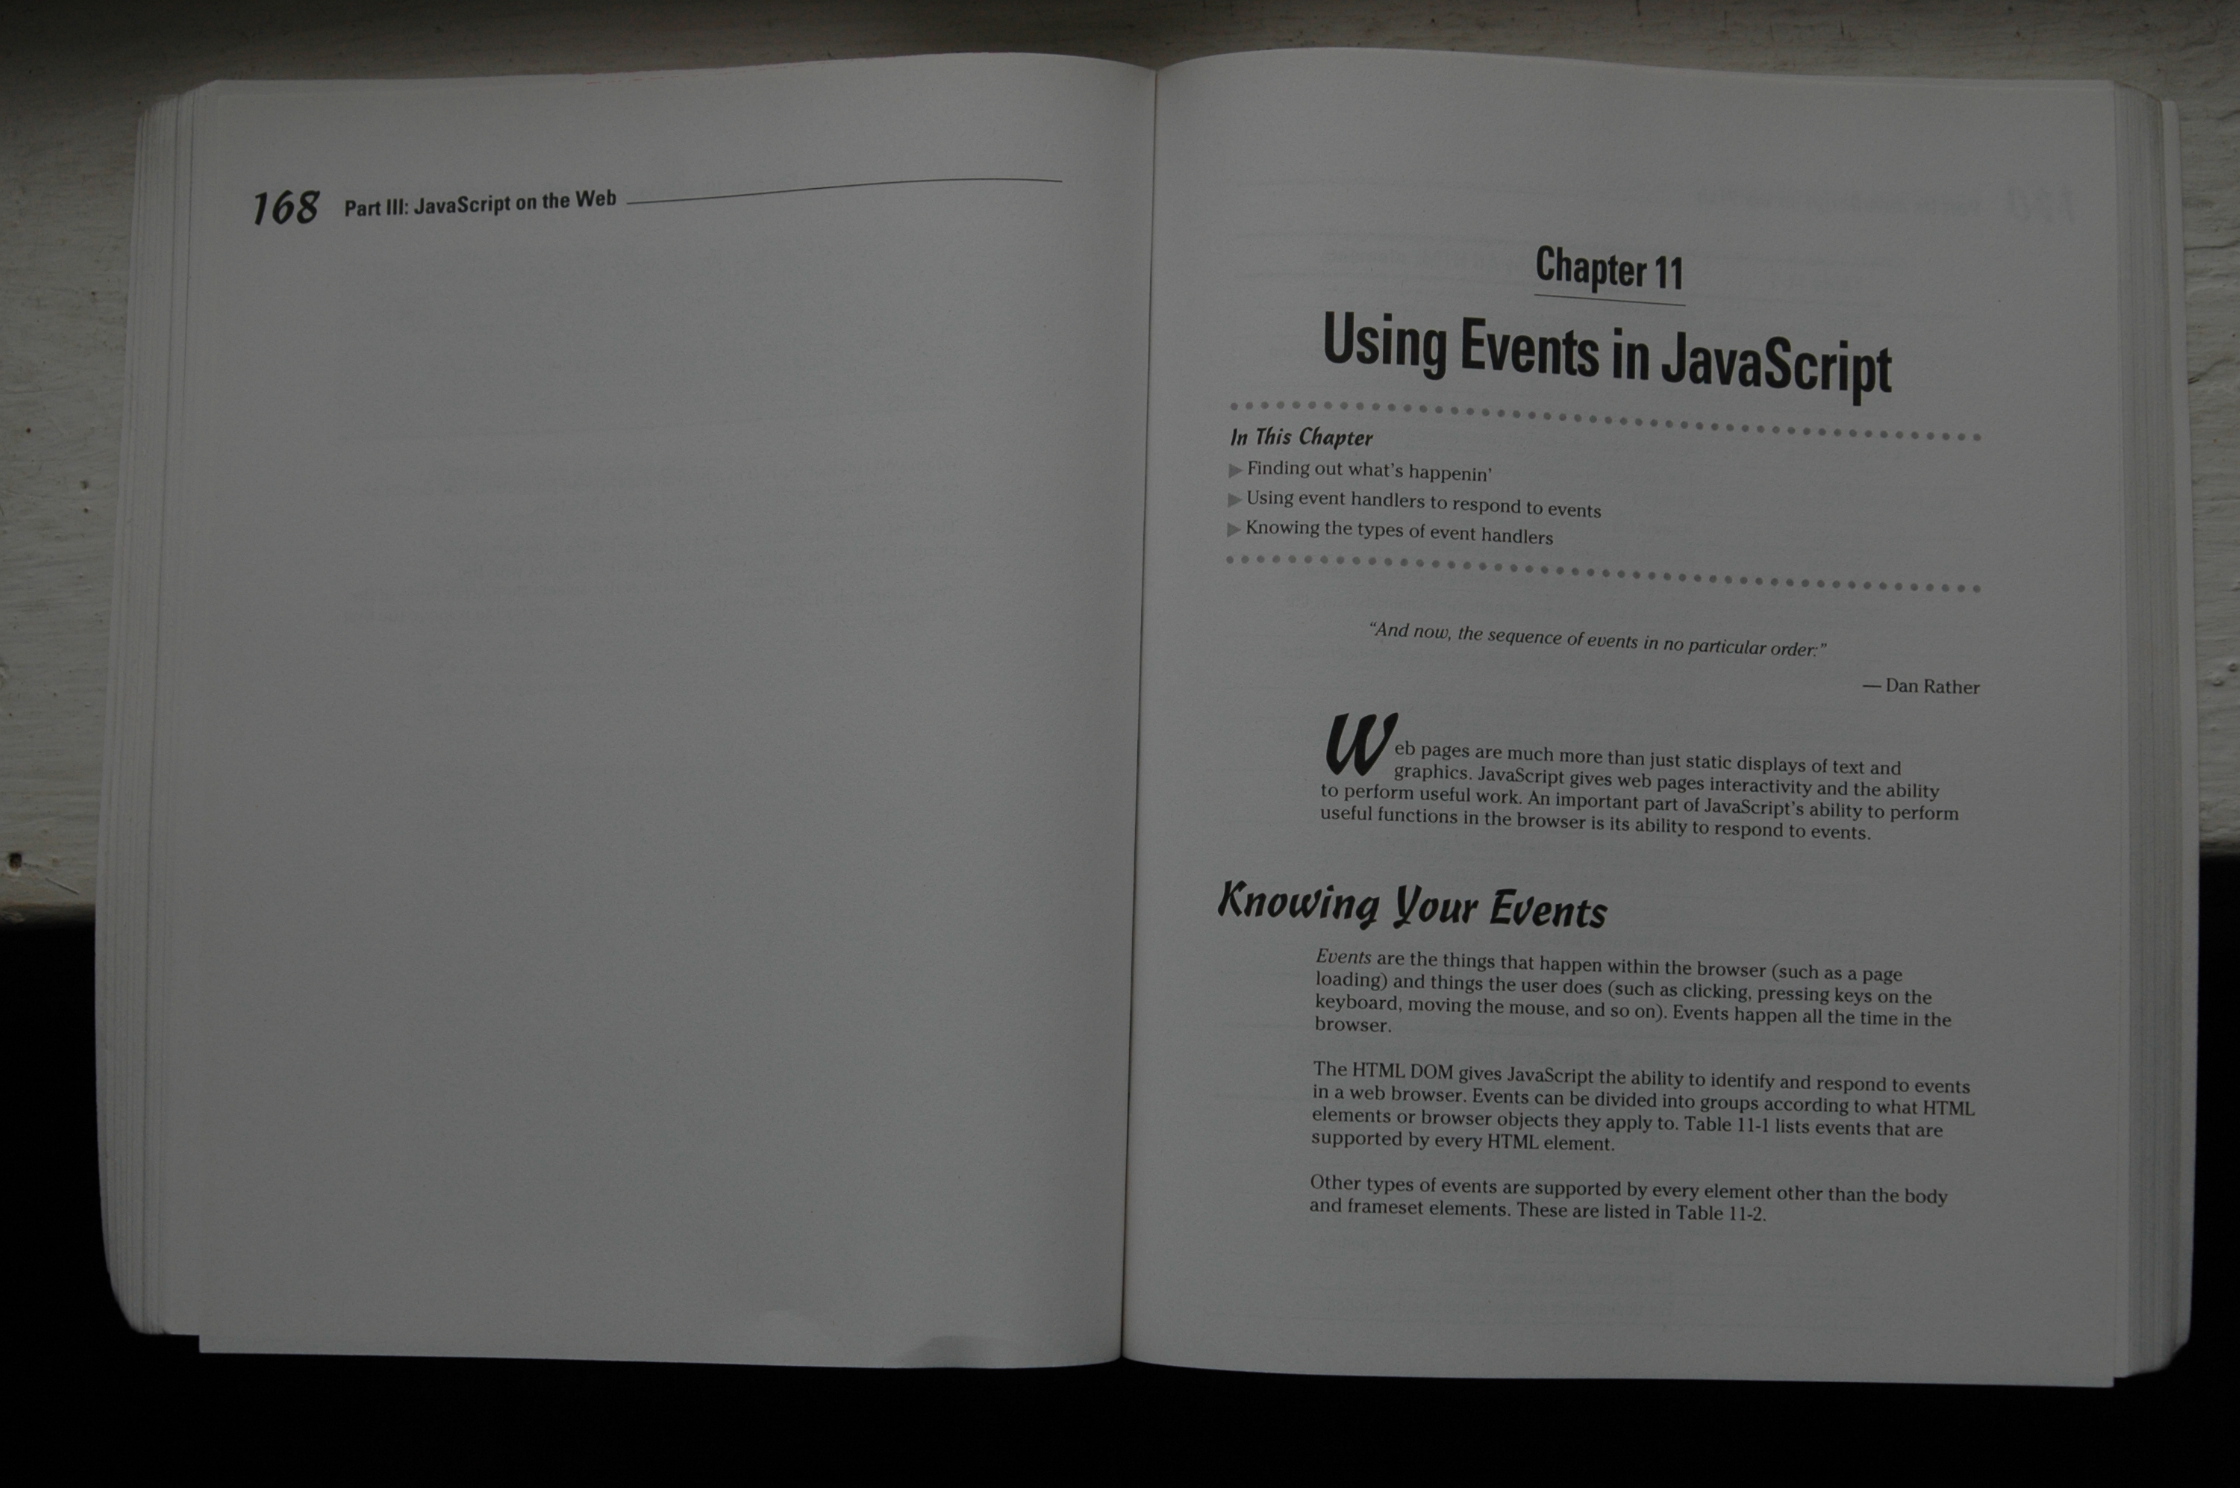 168 Part III: JavaScript on the Web
Chapter 11
Using Events in JavaScript
In This Chapter
▶ Finding out what's happenin'
▶ Using event handlers to respond to events
▶ Knowing the types of event handlers
“And now, the sequence of events in no particular order.”
— Dan Rather
Web pages are much more than just static displays of text and
graphics. JavaScript gives web pages interactivity and the ability
to perform useful work. An important part of JavaScript's ability to perform
useful functions in the browser is its ability to respond to events.
Knowing Your Events
Events are the things that happen within the browser (such as a page
loading) and things the user does (such as clicking, pressing keys on the
keyboard, moving the mouse, and so on). Events happen all the time in the
browser.
The HTML DOM gives JavaScript the ability to identify and respond to events
in a web browser. Events can be divided into groups according to what HTML
elements or browser objects they apply to. Table 11-1 lists events that are
supported by every HTML element.
Other types of events are supported by every element other than the body
and frameset elements. These are listed in Table 11-2.